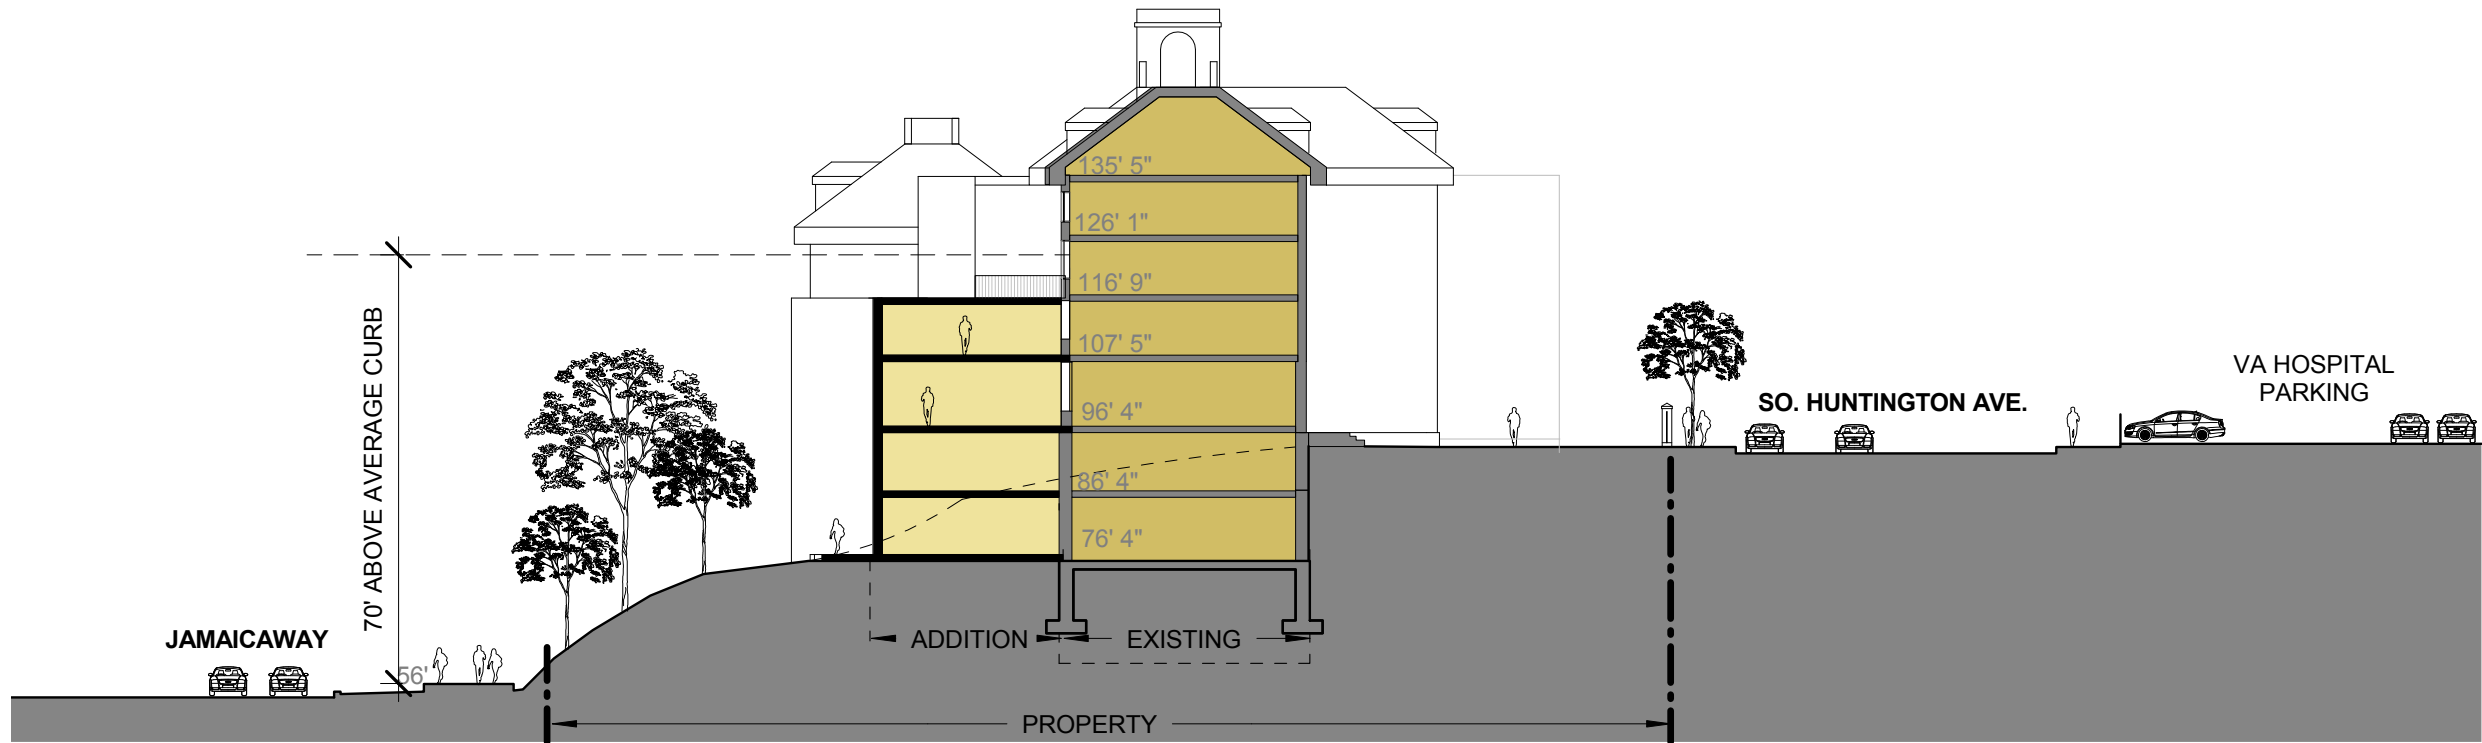 135' 5"
126' 1"
116' 9"
107' 5"
96' 4"
86' 4"
76' 4"
70' ABOVE AVERAGE CURB
VA HOSPITAL
PARKING
SO. HUNTINGTON AVE.
JAMAICAWAY
56'
ADDITION
EXISTING
PROPERTY